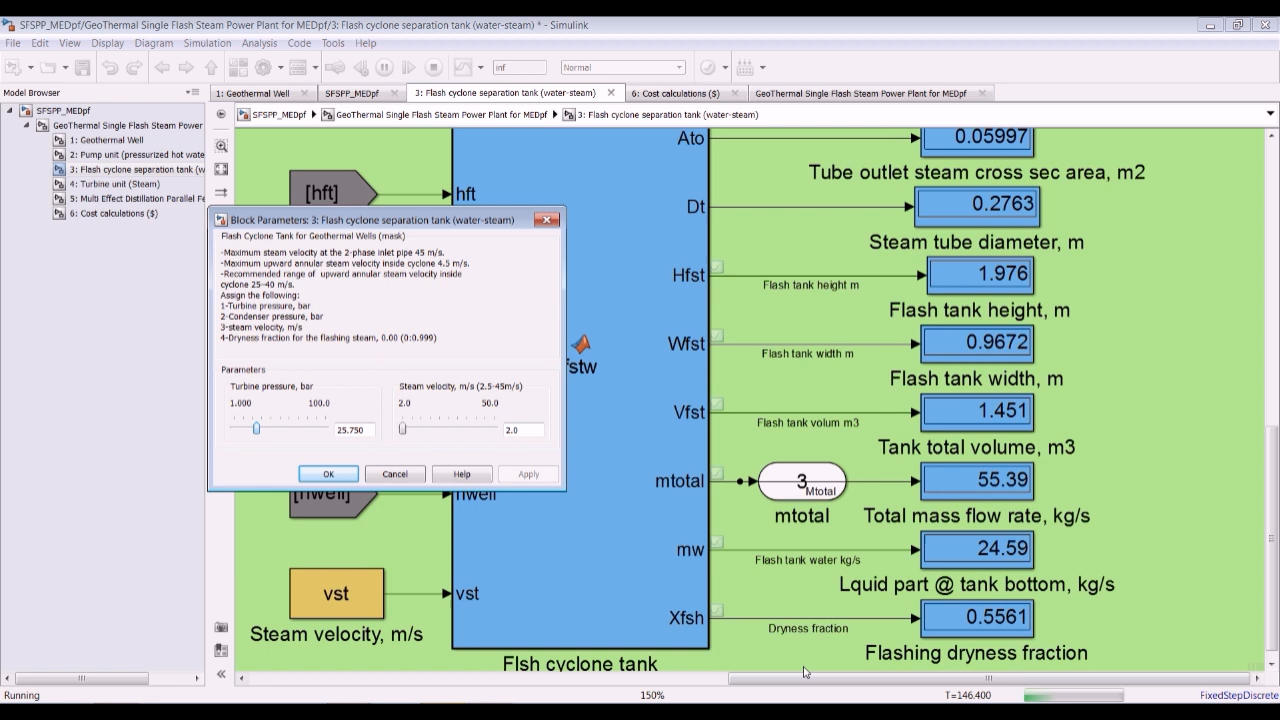 SFSPP_MEDpf/GeoThermal Single Flash Steam Power Plant for MEDpf/3: Flash cyclone separation tank (water-steam) * - Simulink
File Edit View Display Diagram Simulation Analysis Code Tools Help
inf
Normal
Model Browser
1: Geothermal Well
SFSPP_MEDpf
3: Flash cyclone separation tank (water-steam)
6: Cost calculations ($)
GeoThermal Single Flash Steam Power Plant for MEDpf
SFSPP_MEDpf
GeoThermal Single Flash Steam Power Plant for MEDpf
3: Flash cyclone separation tank (water-steam)
SFSPP_MEDpf
GeoThermal Single Flash Steam Power
1: Geothermal Well
2: Pump unit (pressurized hot wate
3: Flash cyclone separation tank (w
4: Turbine unit (Steam)
5: Multi Effect Distillation Parallel Fe
6: Cost calculations ($)
[hft]
hft
Block Parameters: 3: Flash cyclone separation tank (water-steam)
Flash Cyclone Tank for Geothermal Wells (mask)
-Maximum steam velocity at the 2-phase inlet pipe 45 m/s.
-Maximum upward annular steam velocity inside cyclone 4.5 m/s.
-Recommended range of upward annular steam velocity inside
cyclone 25-40 m/s.
Assign the following:
1-Turbine pressure, bar
2-Condenser pressure, bar
3-steam velocity, m/s
4-Dryness fraction for the flashing steam, 0.00 (0:0.999)
Parameters
Turbine pressure, bar
1.000 100.0
25.750
Steam velocity, m/s (2.5-45m/s)
2.0 50.0
2.0
OK Cancel Help Apply
[hwell]
hwell
vst
vst
Steam velocity, m/s
fstw
Flsh cyclone tank
Ato
0.05997
Tube outlet steam cross sec area, m2
Dt
0.2763
Steam tube diameter, m
Hfst
Flash tank height m
1.976
Flash tank height, m
Wfst
Flash tank width m
0.9672
Flash tank width, m
Vfst
Flash tank volum m3
1.451
Tank total volume, m3
mtotal
3
Mtotal
mtotal
55.39
Total mass flow rate, kg/s
mw
Flash tank water kg/s
24.59
Lquid part @ tank bottom, kg/s
Xfsh
Dryness fraction
0.5561
Flashing dryness fraction
Running
150%
T=146.400
FixedStepDiscrete